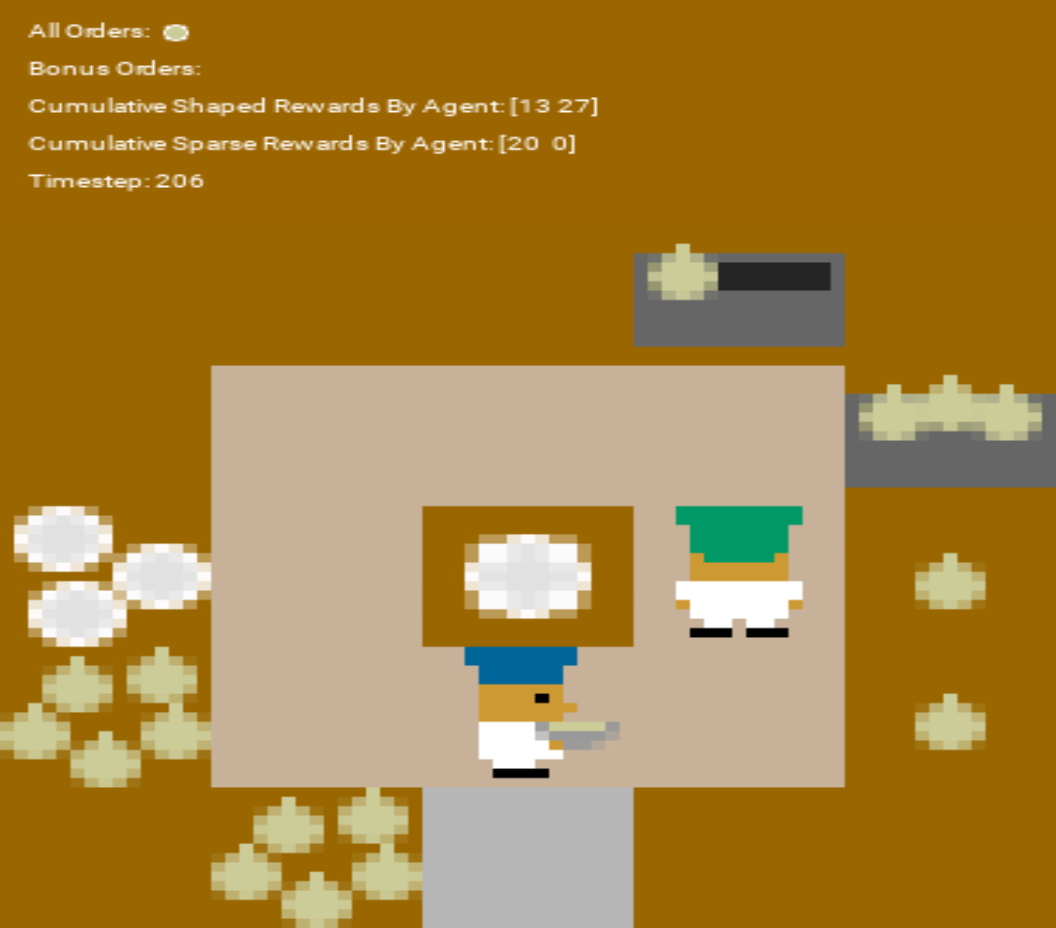 All Orders:
Bonus Orders:
Cumulative Shaped Rewards By Agent: [13 27]
Cumulative Sparse Rewards By Agent: [20 0]
Timestep: 206